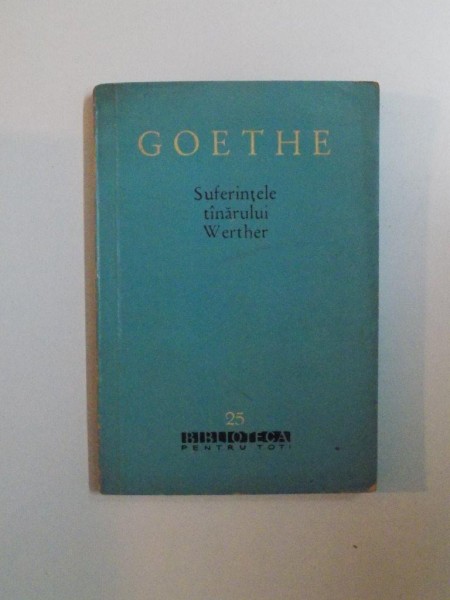 GOETHE
Suferințele
tînărului
Werther
25
BIBLIOTECA
PENTRU TOȚI